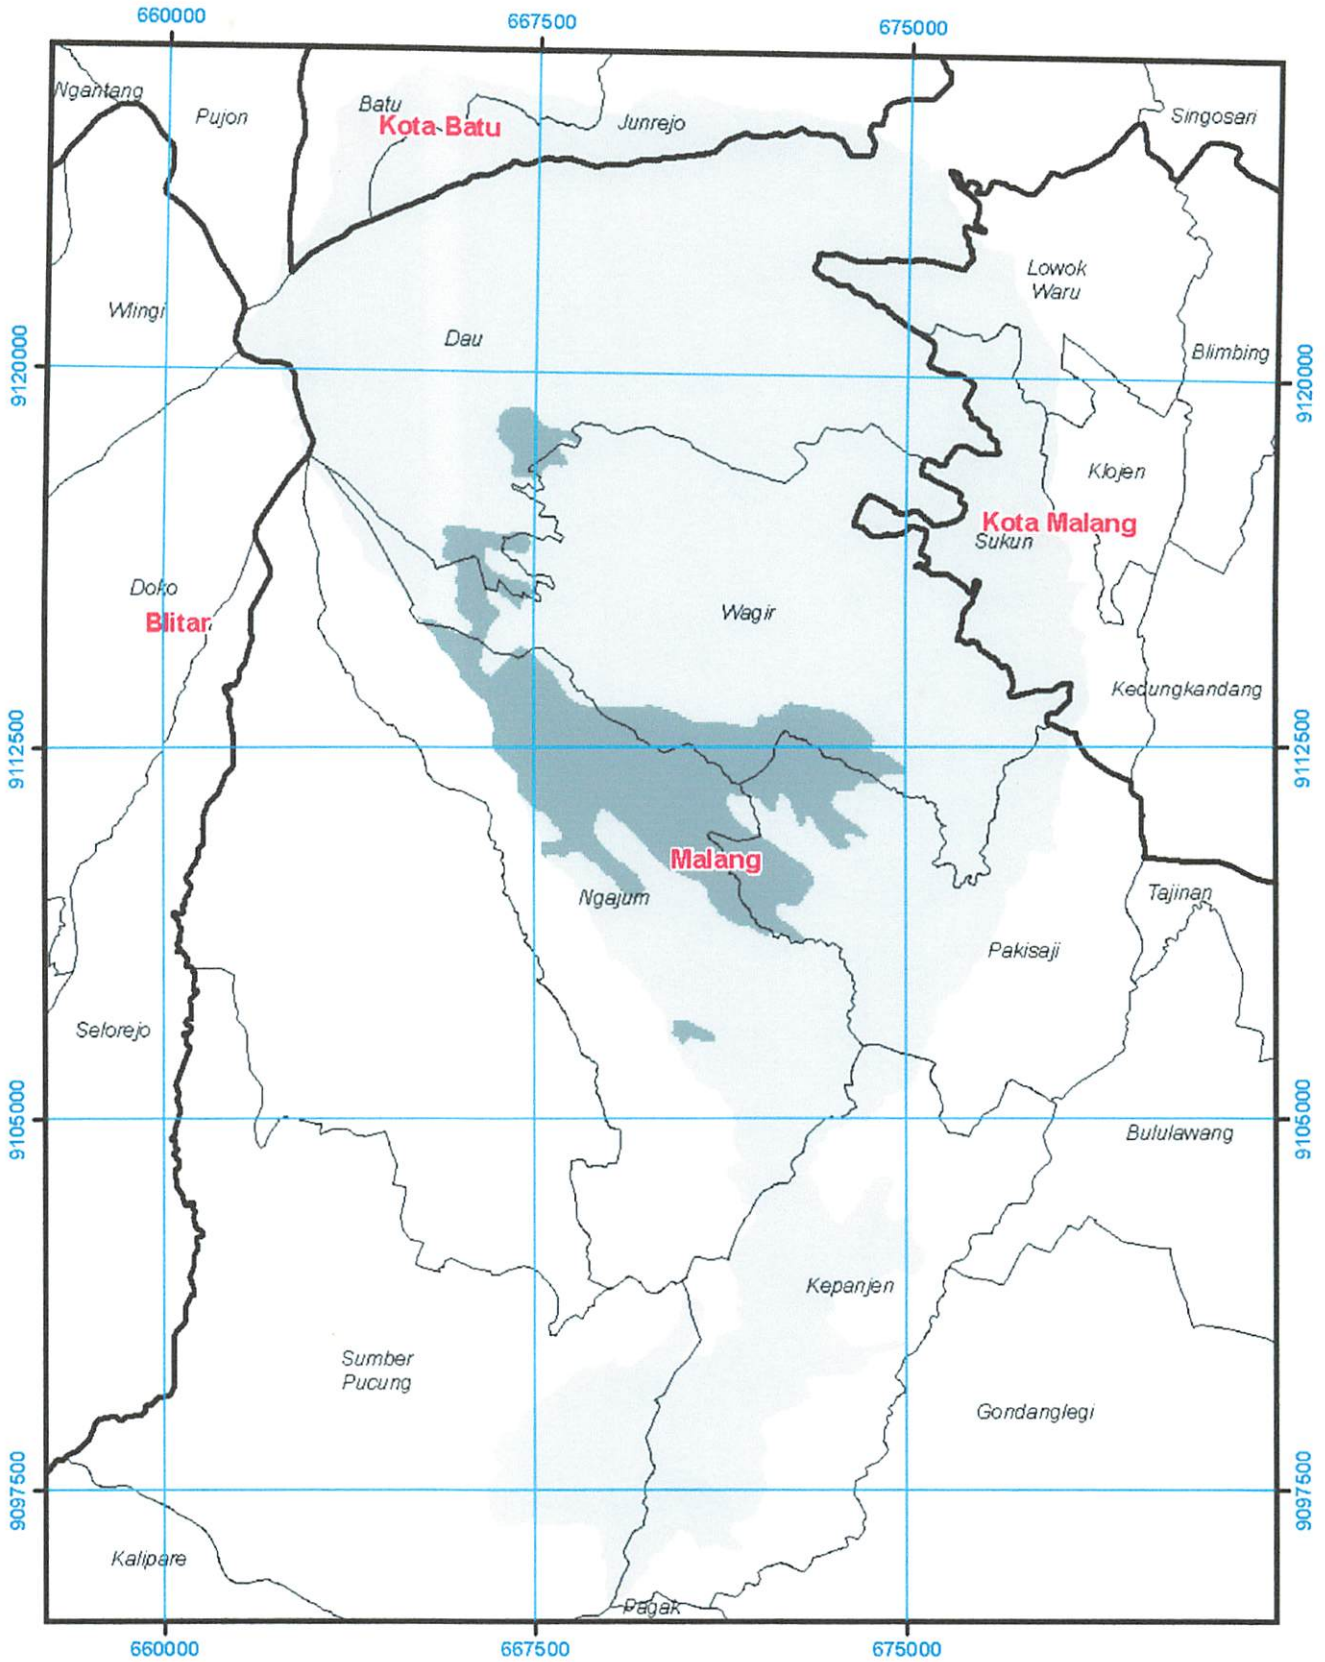 660000
667500
675000
Ngantang
Pujon
Batu
Kota Batu
Junrejo
Singosari
Lowok
Waru
Wlingi
Dau
Blimbing
9120000
9120000
Klojen
Kota Malang
Sukun
Doko
Blitar
Wagir
Kedungkandang
9112500
9112500
Malang
Ngajum
Tajinan
Pakisaji
Selorejo
9105000
9105000
Bululawang
Kepanjen
Sumber
Pucung
Gondanglegi
9097500
9097500
Kalipare
Pagak
660000
667500
675000